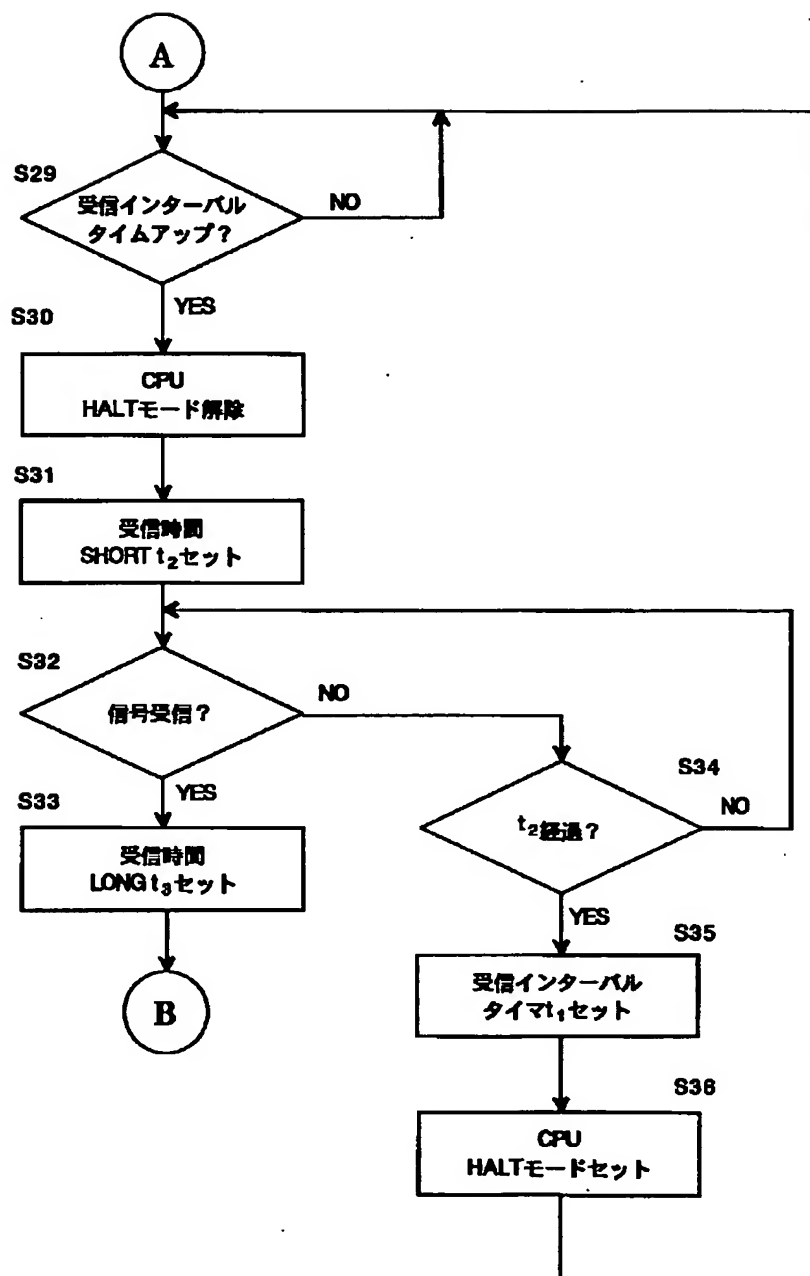 A
S29
受信インターバル
タイムアップ?
NO
YES
S30
CPU
HALTモード解除
S31
受信時間
SHORT t₂セット
S32
信号受信?
NO
YES
S33
受信時間
LONG t₃セット
B
S34
t₂経過?
NO
YES
S35
受信インターバル
タイマt₁セット
S36
CPU
HALTモードセット